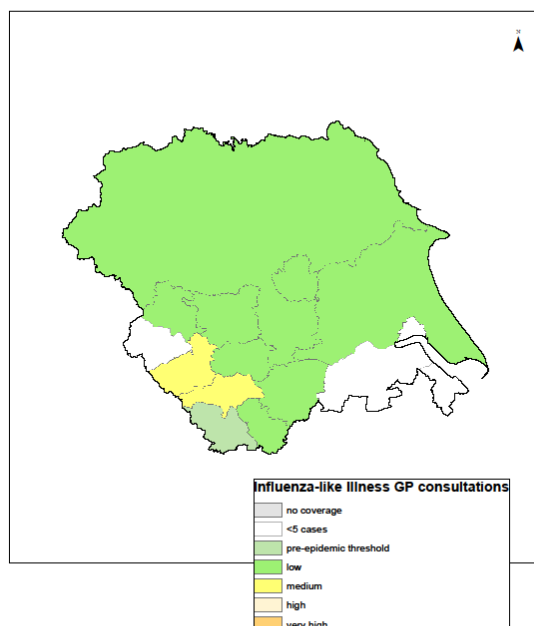 N
Influenza-like Illness GP consultations
no coverage
<5 cases
pre-epidemic threshold
low
medium
high
very high